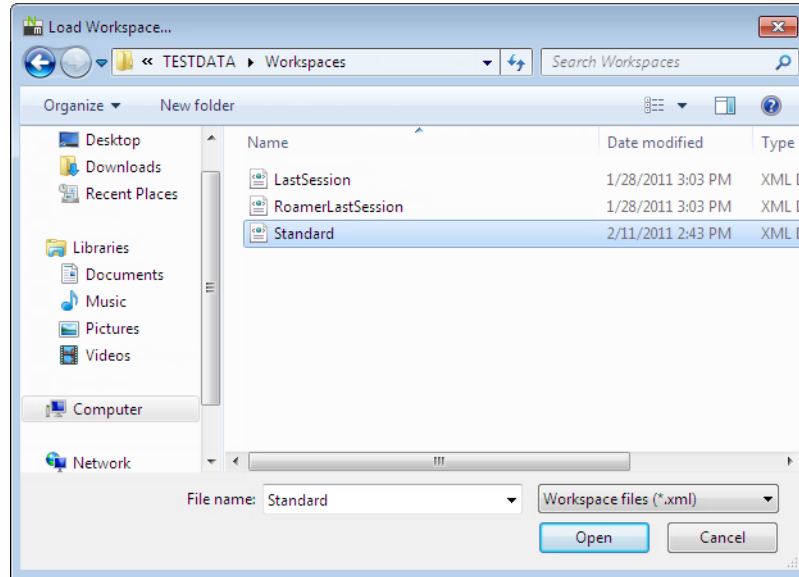 Load Workspace...
« TESTDATA Workspaces
Search Workspaces
Organize New folder
Desktop
Downloads
Recent Places
Libraries
Documents
Music
Pictures
Videos
Computer
Network
Name Date modified Type
LastSession 1/28/2011 3:03 PM XML
RoamerLastSession 1/28/2011 3:03 PM XML
Standard 2/11/2011 2:43 PM XML
File name: Standard Workspace files (*.xml)
Open Cancel